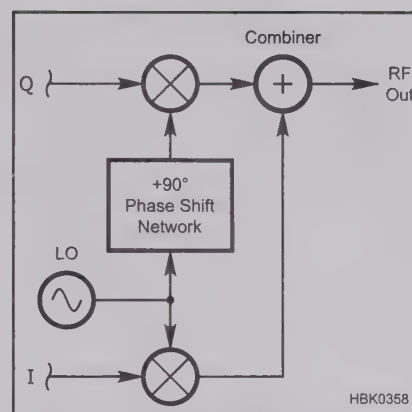 Combiner
Q
+
RF
Out
+90°
Phase Shift
Network
LO
I
HBK0358